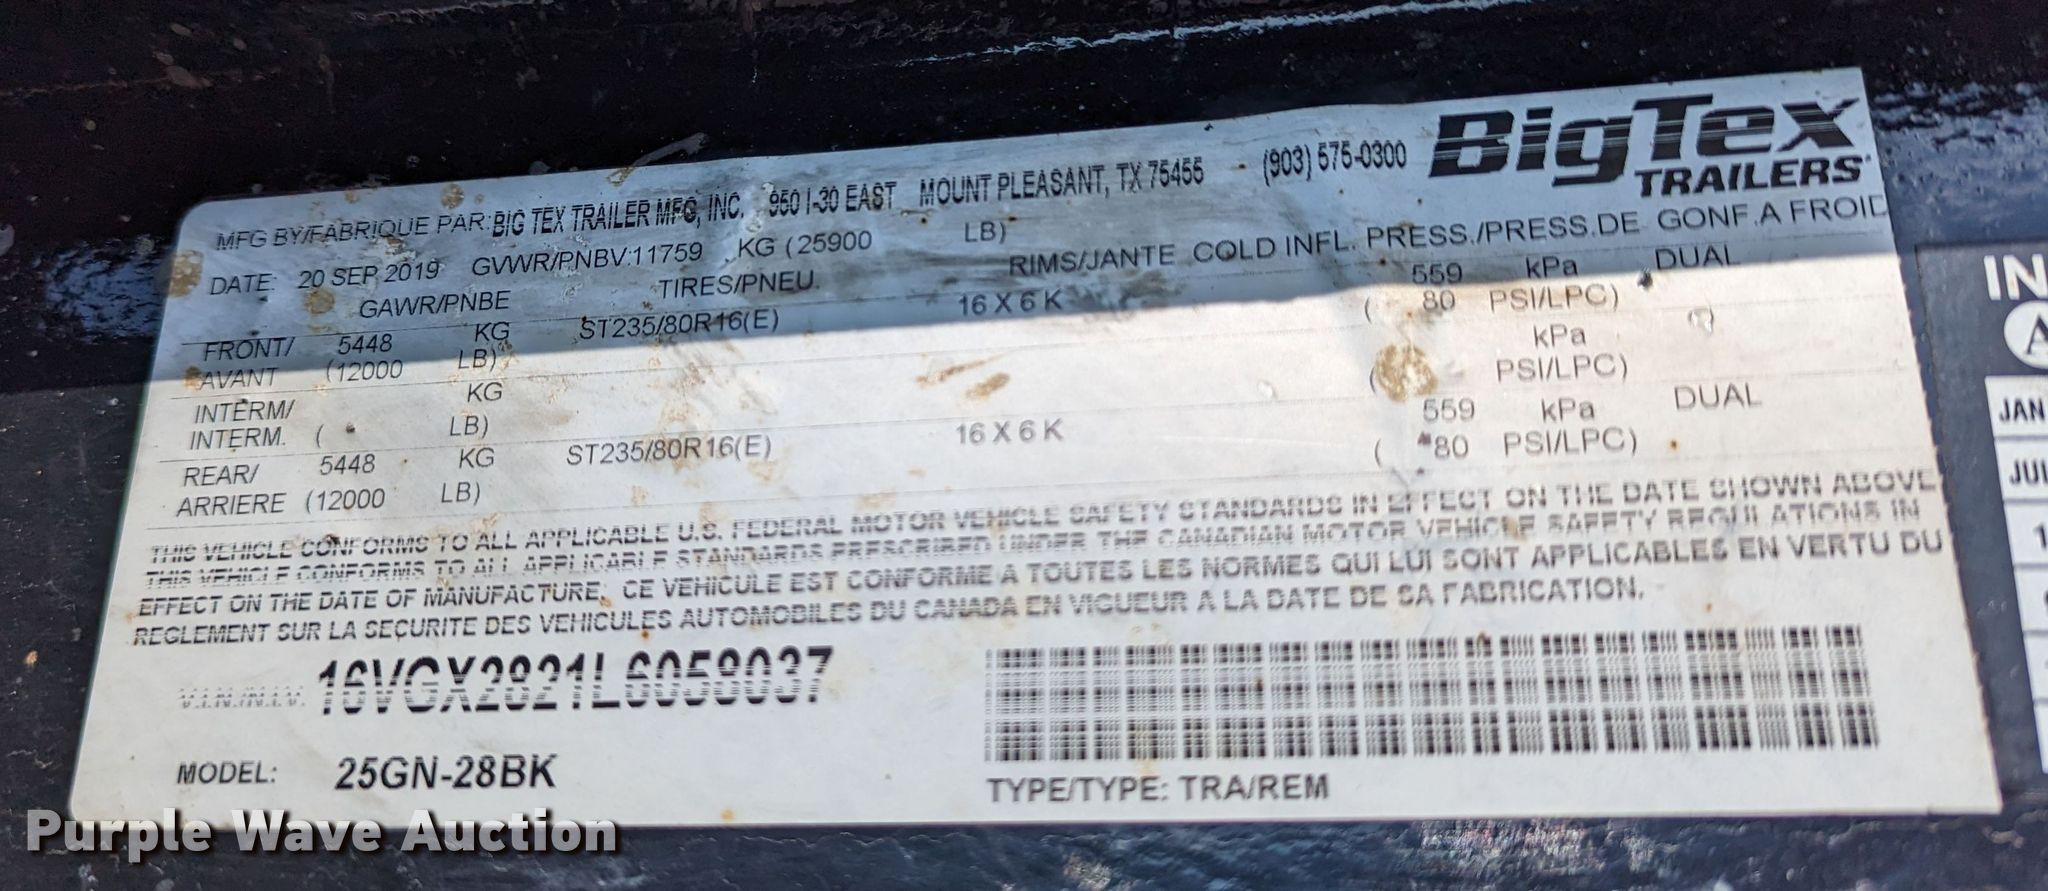 BigTex
TRAILERS
MFG BY/FABRIQUE PAR: BIG TEX TRAILER MFG, INC. 950 I-30 EAST MOUNT PLEASANT, TX 75455 - (903) 575-0300
DATE: 20 SEP 2019 GVWR/PNBV:11759 KG (25900 LB)
GAWR/PNBE TIRES/PNEU. RIMS/JANTE COLD INFL. PRESS./PRESS.DE GONF.A FROID
FRONT/ 5448 KG ST235/80R16(E) 16 X 6 K 559 kPa DUAL
AVANT (12000 LB) ( 80 PSI/LPC)
INTERM/ KG kPa
INTERM. ( LB) ( PSI/LPC)
REAR/ 5448 KG ST235/80R16(E) 16 X 6 K 559 kPa DUAL
ARRIERE (12000 LB) ( 80 PSI/LPC)
THIS VEHICLE CONFORMS TO ALL APPLICABLE U.S. FEDERAL MOTOR VEHICLE SAFETY STANDARDS IN EFFECT ON THE DATE SHOWN ABOVE
THIS VEHICLE CONFORMS TO ALL APPLICABLE STANDARDS PRESCRIBED UNDER THE CANADIAN MOTOR VEHICLE SAFETY REGULATIONS IN
EFFECT ON THE DATE OF MANUFACTURE. CE VEHICULE EST CONFORME A TOUTES LES NORMES QUI LUI SONT APPLICABLES EN VERTU DU
REGLEMENT SUR LA SECURITE DES VEHICULES AUTOMOBILES DU CANADA EN VIGUEUR A LA DATE DE SA FABRICATION.
V.I.N./N.I.V. 16VGX2821L6058037
MODEL: 25GN-28BK
TYPE/TYPE: TRA/REM
IN
A
JAN
JUL
1
Purple Wave Auction